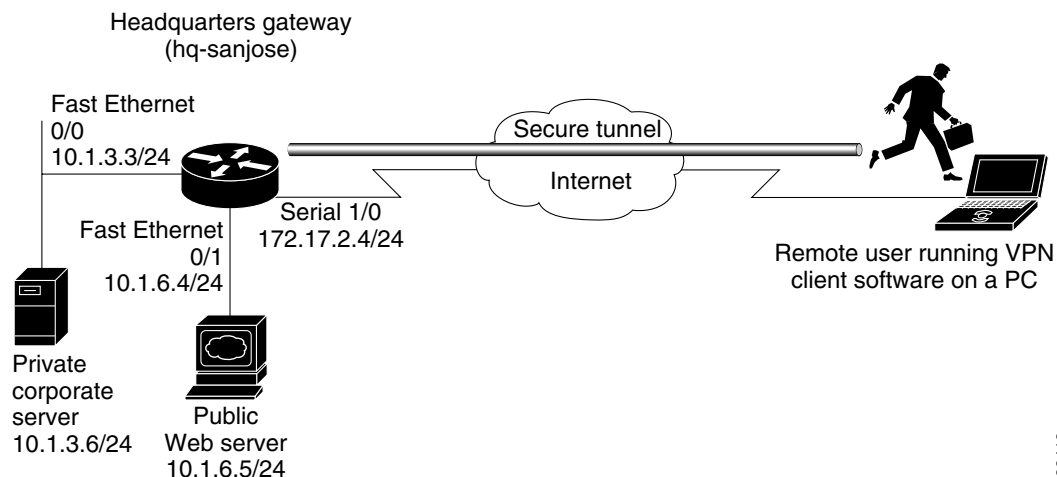 Headquarters gateway
(hq-sanjose)
Fast Ethernet
0/0
10.1.3.3/24
Secure tunnel
Internet
Serial 1/0
172.17.2.4/24
Fast Ethernet
0/1
10.1.6.4/24
Remote user running VPN
client software on a PC
Private
corporate
server
10.1.3.6/24
Public
Web server
10.1.6.5/24